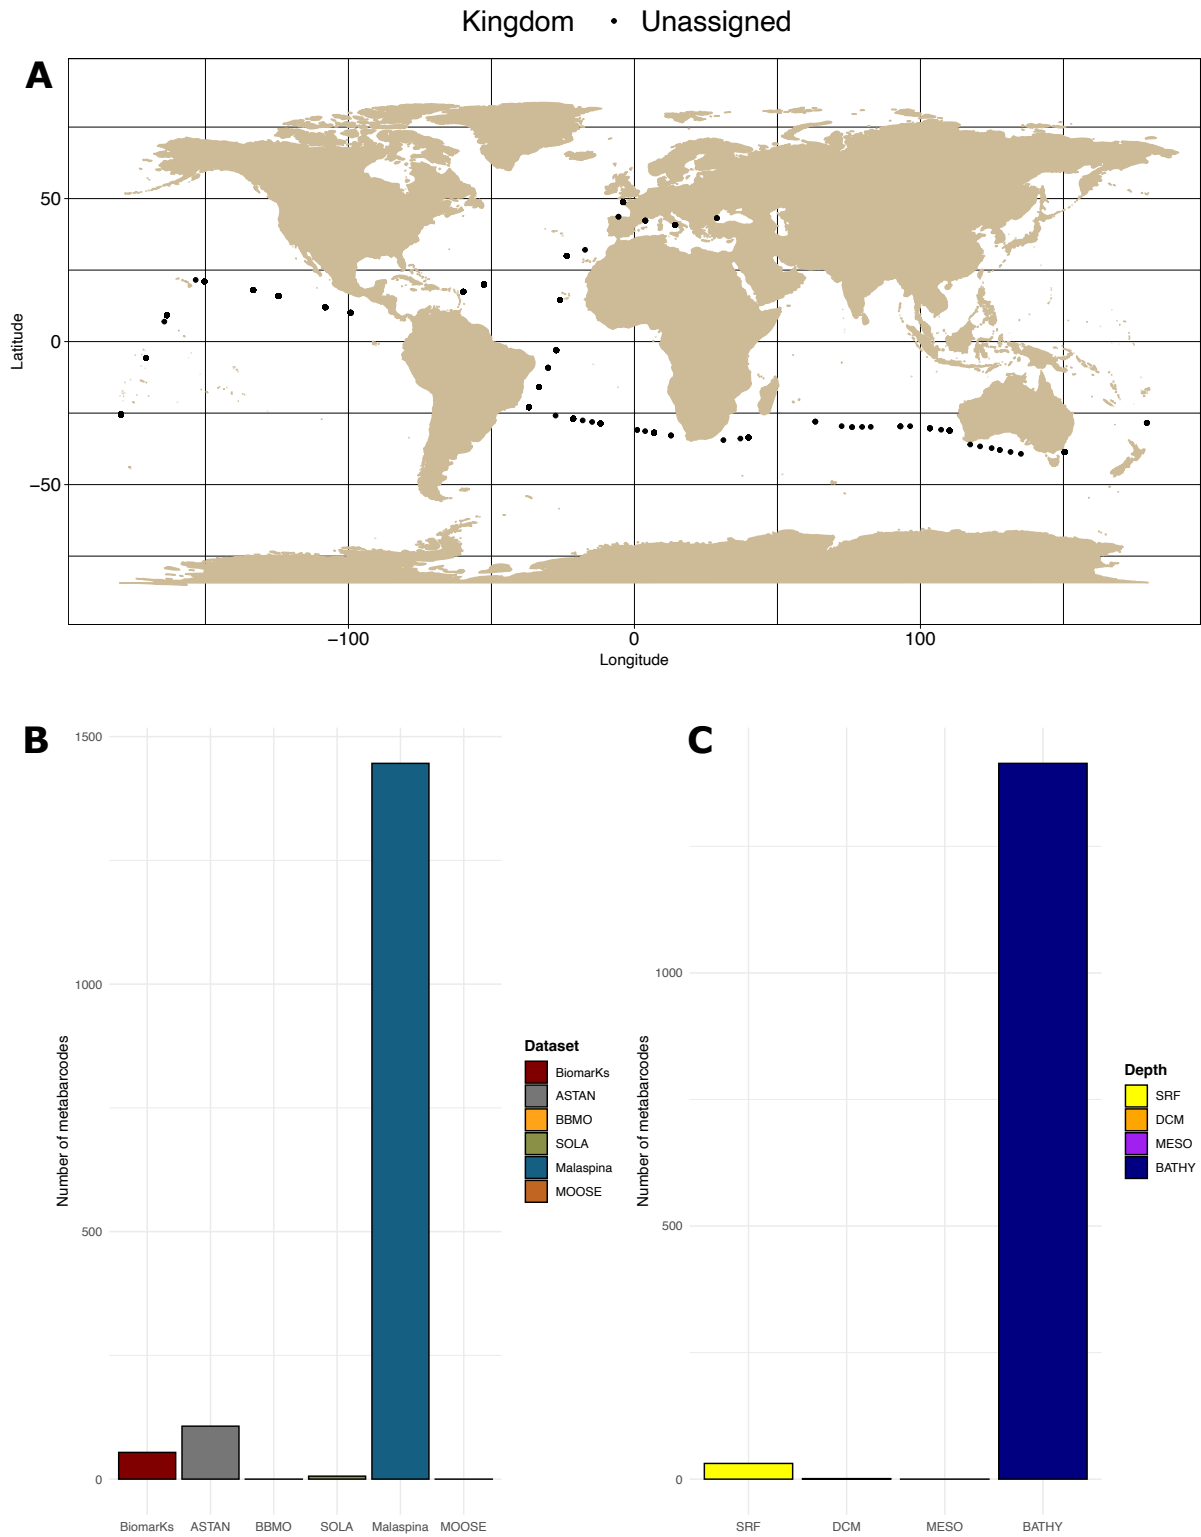 Kingdom • Unassigned
A
50
0
−50
Latitude
−100 0 100
Longitude
B
1500
1000
500
0
Number of metabarcodes
BiomarKs ASTAN BBMO SOLA Malaspina MOOSE
Dataset
BiomarKs
ASTAN
BBMO
SOLA
Malaspina
MOOSE
C
1000
500
0
Number of metabarcodes
SRF DCM MESO BATHY
Depth
SRF
DCM
MESO
BATHY